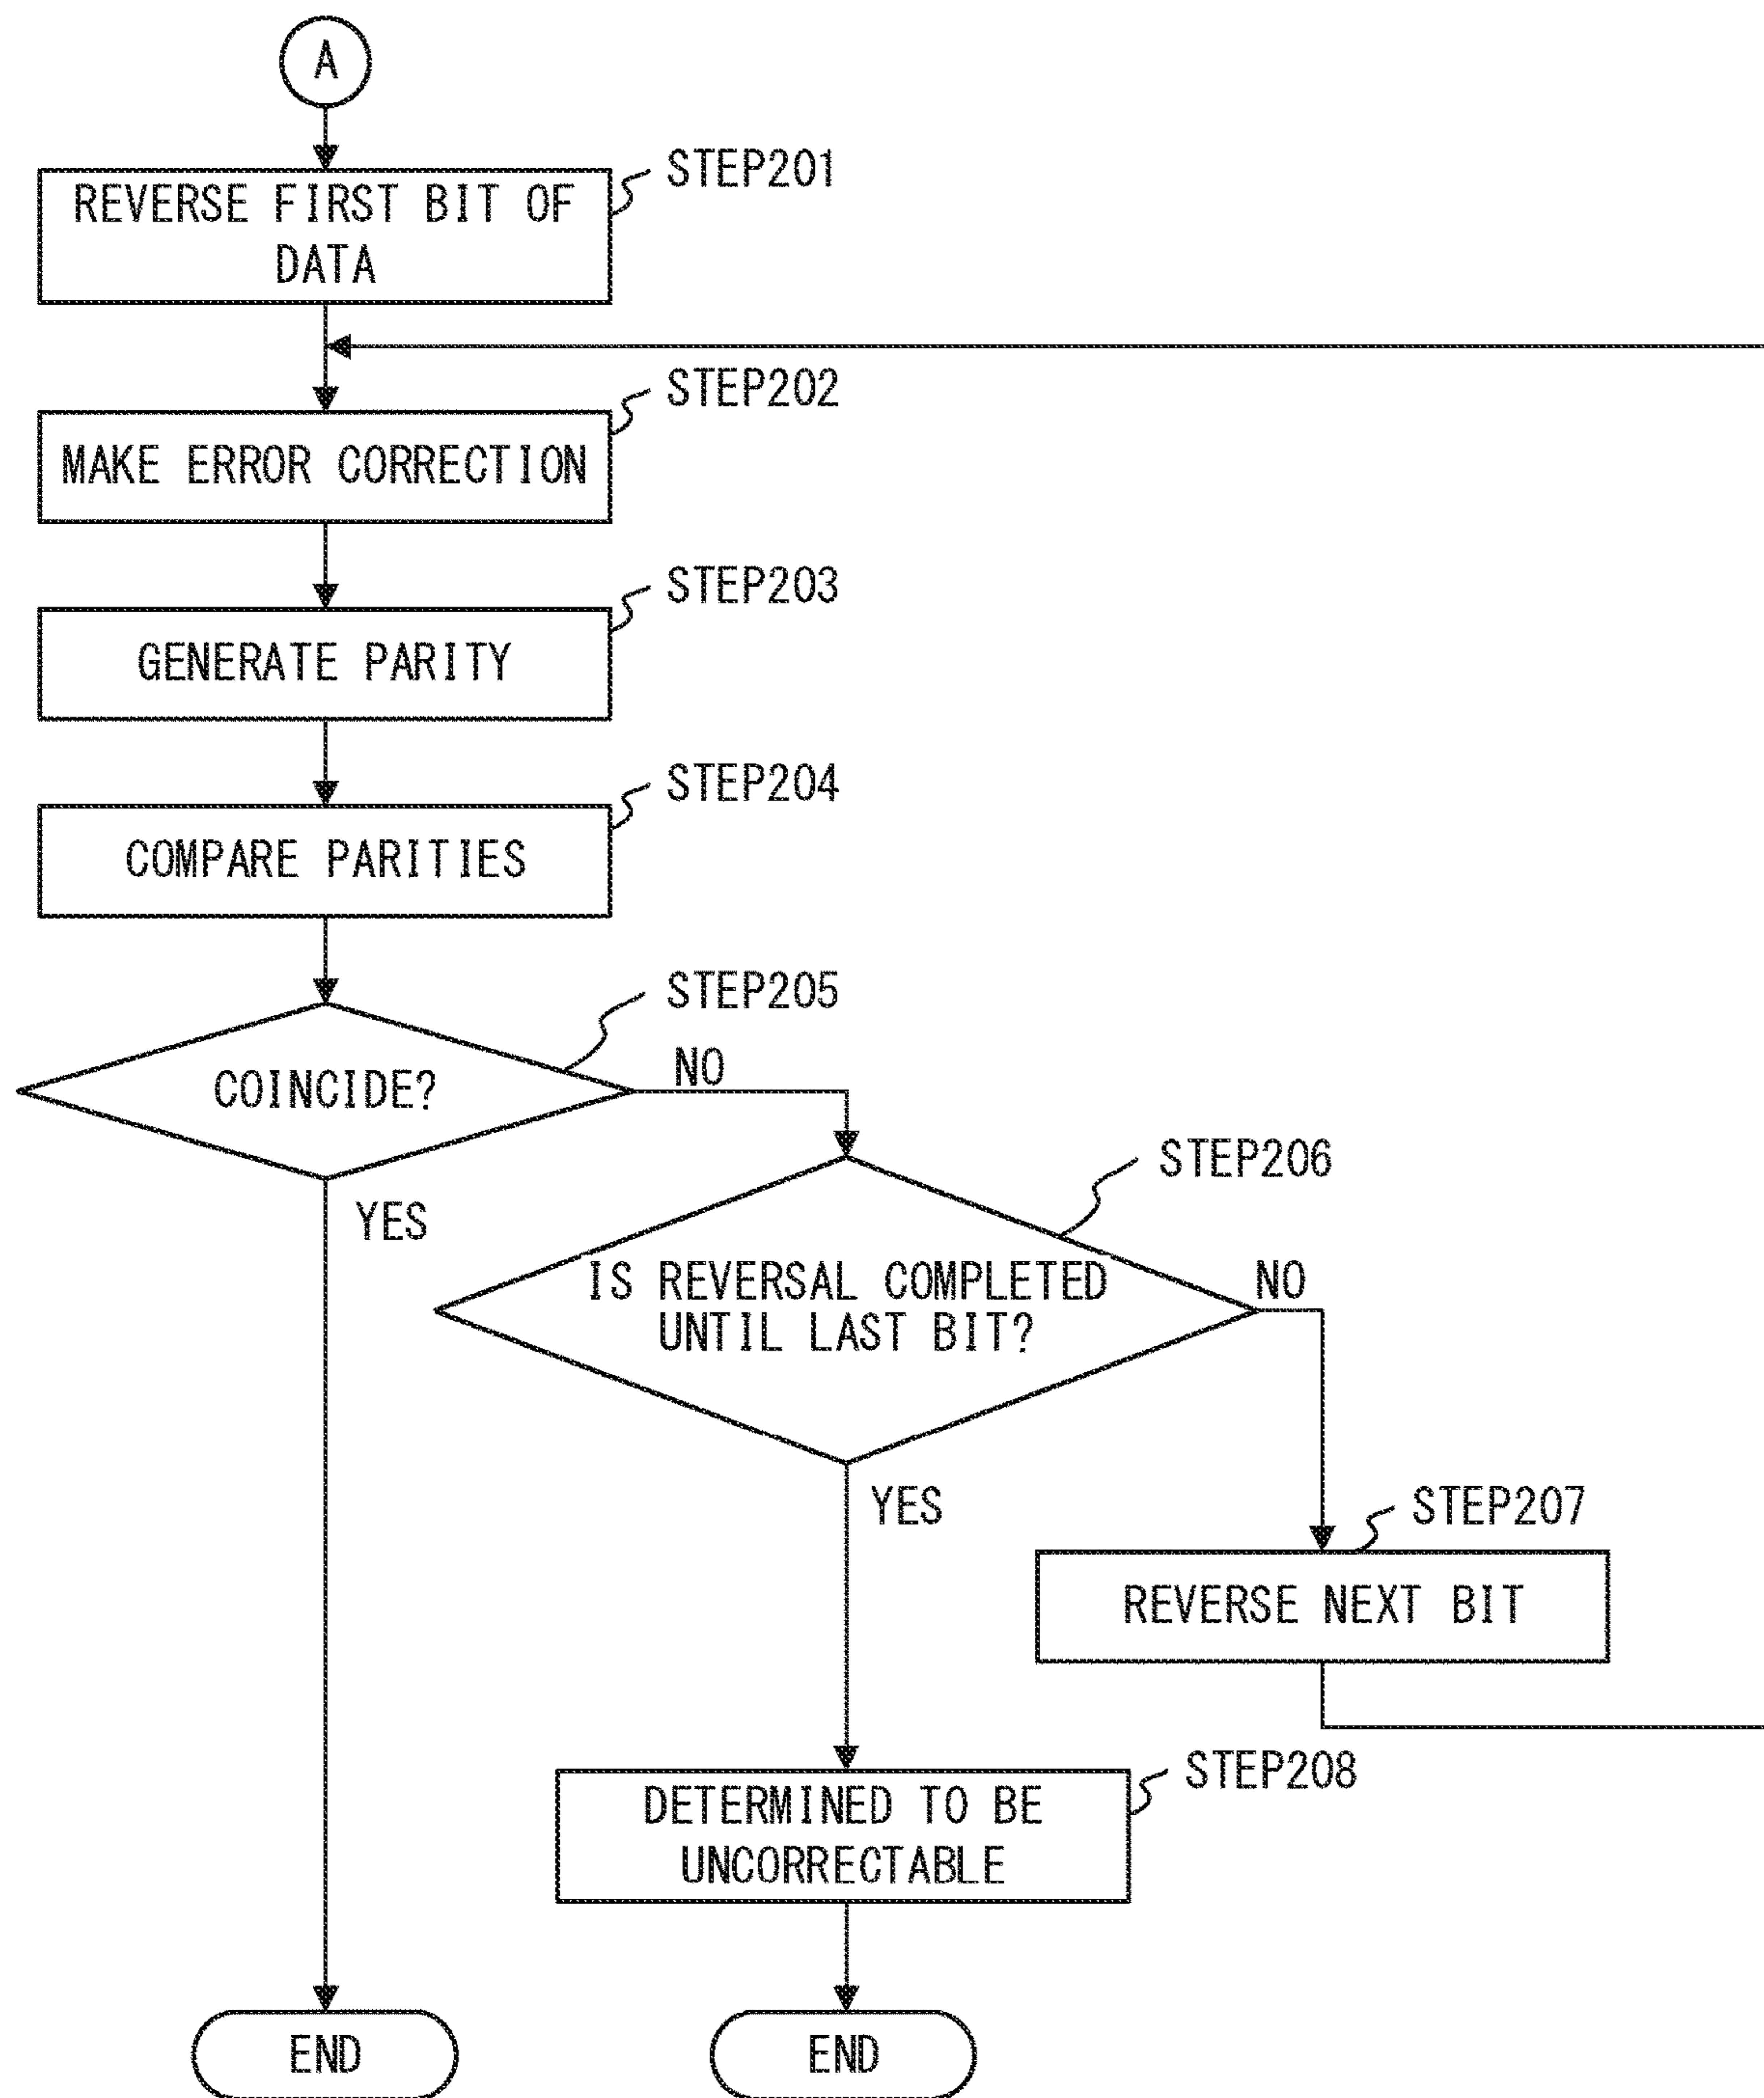 A
STEP201
REVERSE FIRST BIT OF
DATA
STEP202
MAKE ERROR CORRECTION
STEP203
GENERATE PARITY
STEP204
COMPARE PARITIES
STEP205
COINCIDE?
NO
YES
STEP206
IS REVERSAL COMPLETED
UNTIL LAST BIT?
NO
YES
STEP207
REVERSE NEXT BIT
STEP208
DETERMINED TO BE
UNCORRECTABLE
END
END